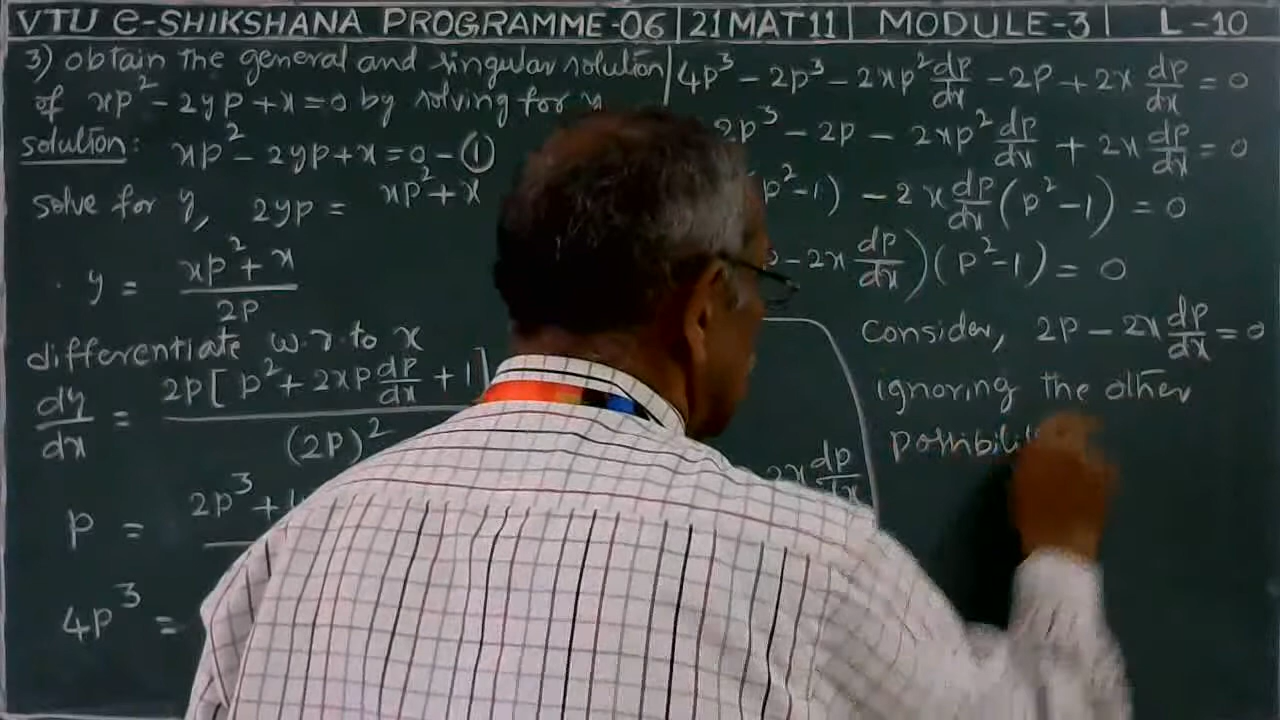 VTU e-SHIKSHANA PROGRAMME-06 | 21MAT11 | MODULE-3 | L-10
3) obtain the general and singular solution
of xp² - 2yp + x = 0 by solving for y
solution: xp² - 2yp + x = 0 - ①
solve for y, 2yp = xp² + x
y = (xp² + x)/2p
differentiate w.r.to x
dy/dx = 2p[p² + 2xp dp/dx + 1]
(2p)²
p = 2p³ +
4p³ =
2x dp/dx
4p³ - 2p³ - 2xp² dp/dx - 2p + 2x dp/dx = 0
2p³ - 2p - 2xp² dp/dx + 2x dp/dx = 0
p² - 1) - 2x dp/dx (p² - 1) = 0
p - 2x dp/dx)(p² - 1) = 0
Consider, 2p - 2x dp/dx = 0
ignoring the other
possibilit